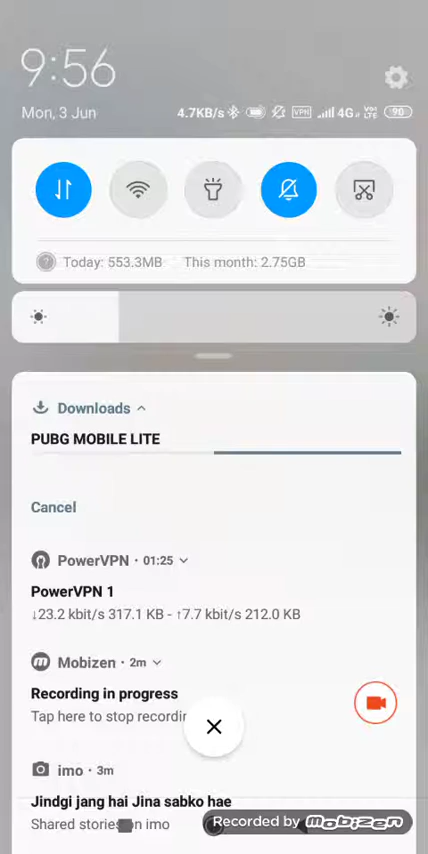 9:56
Mon, 3 Jun
4.7KB/s VPN 4G VoLTE 90
Today: 553.3MB This month: 2.75GB
Downloads
PUBG MOBILE LITE
Cancel
PowerVPN • 01:25
PowerVPN 1
↓23.2 kbit/s 317.1 KB - ↑7.7 kbit/s 212.0 KB
Mobizen • 2m
Recording in progress
Tap here to stop
imo • 3m
Jindgi jang hai Jina sabko hae
Shared stories on imo
Recorded by mobizen